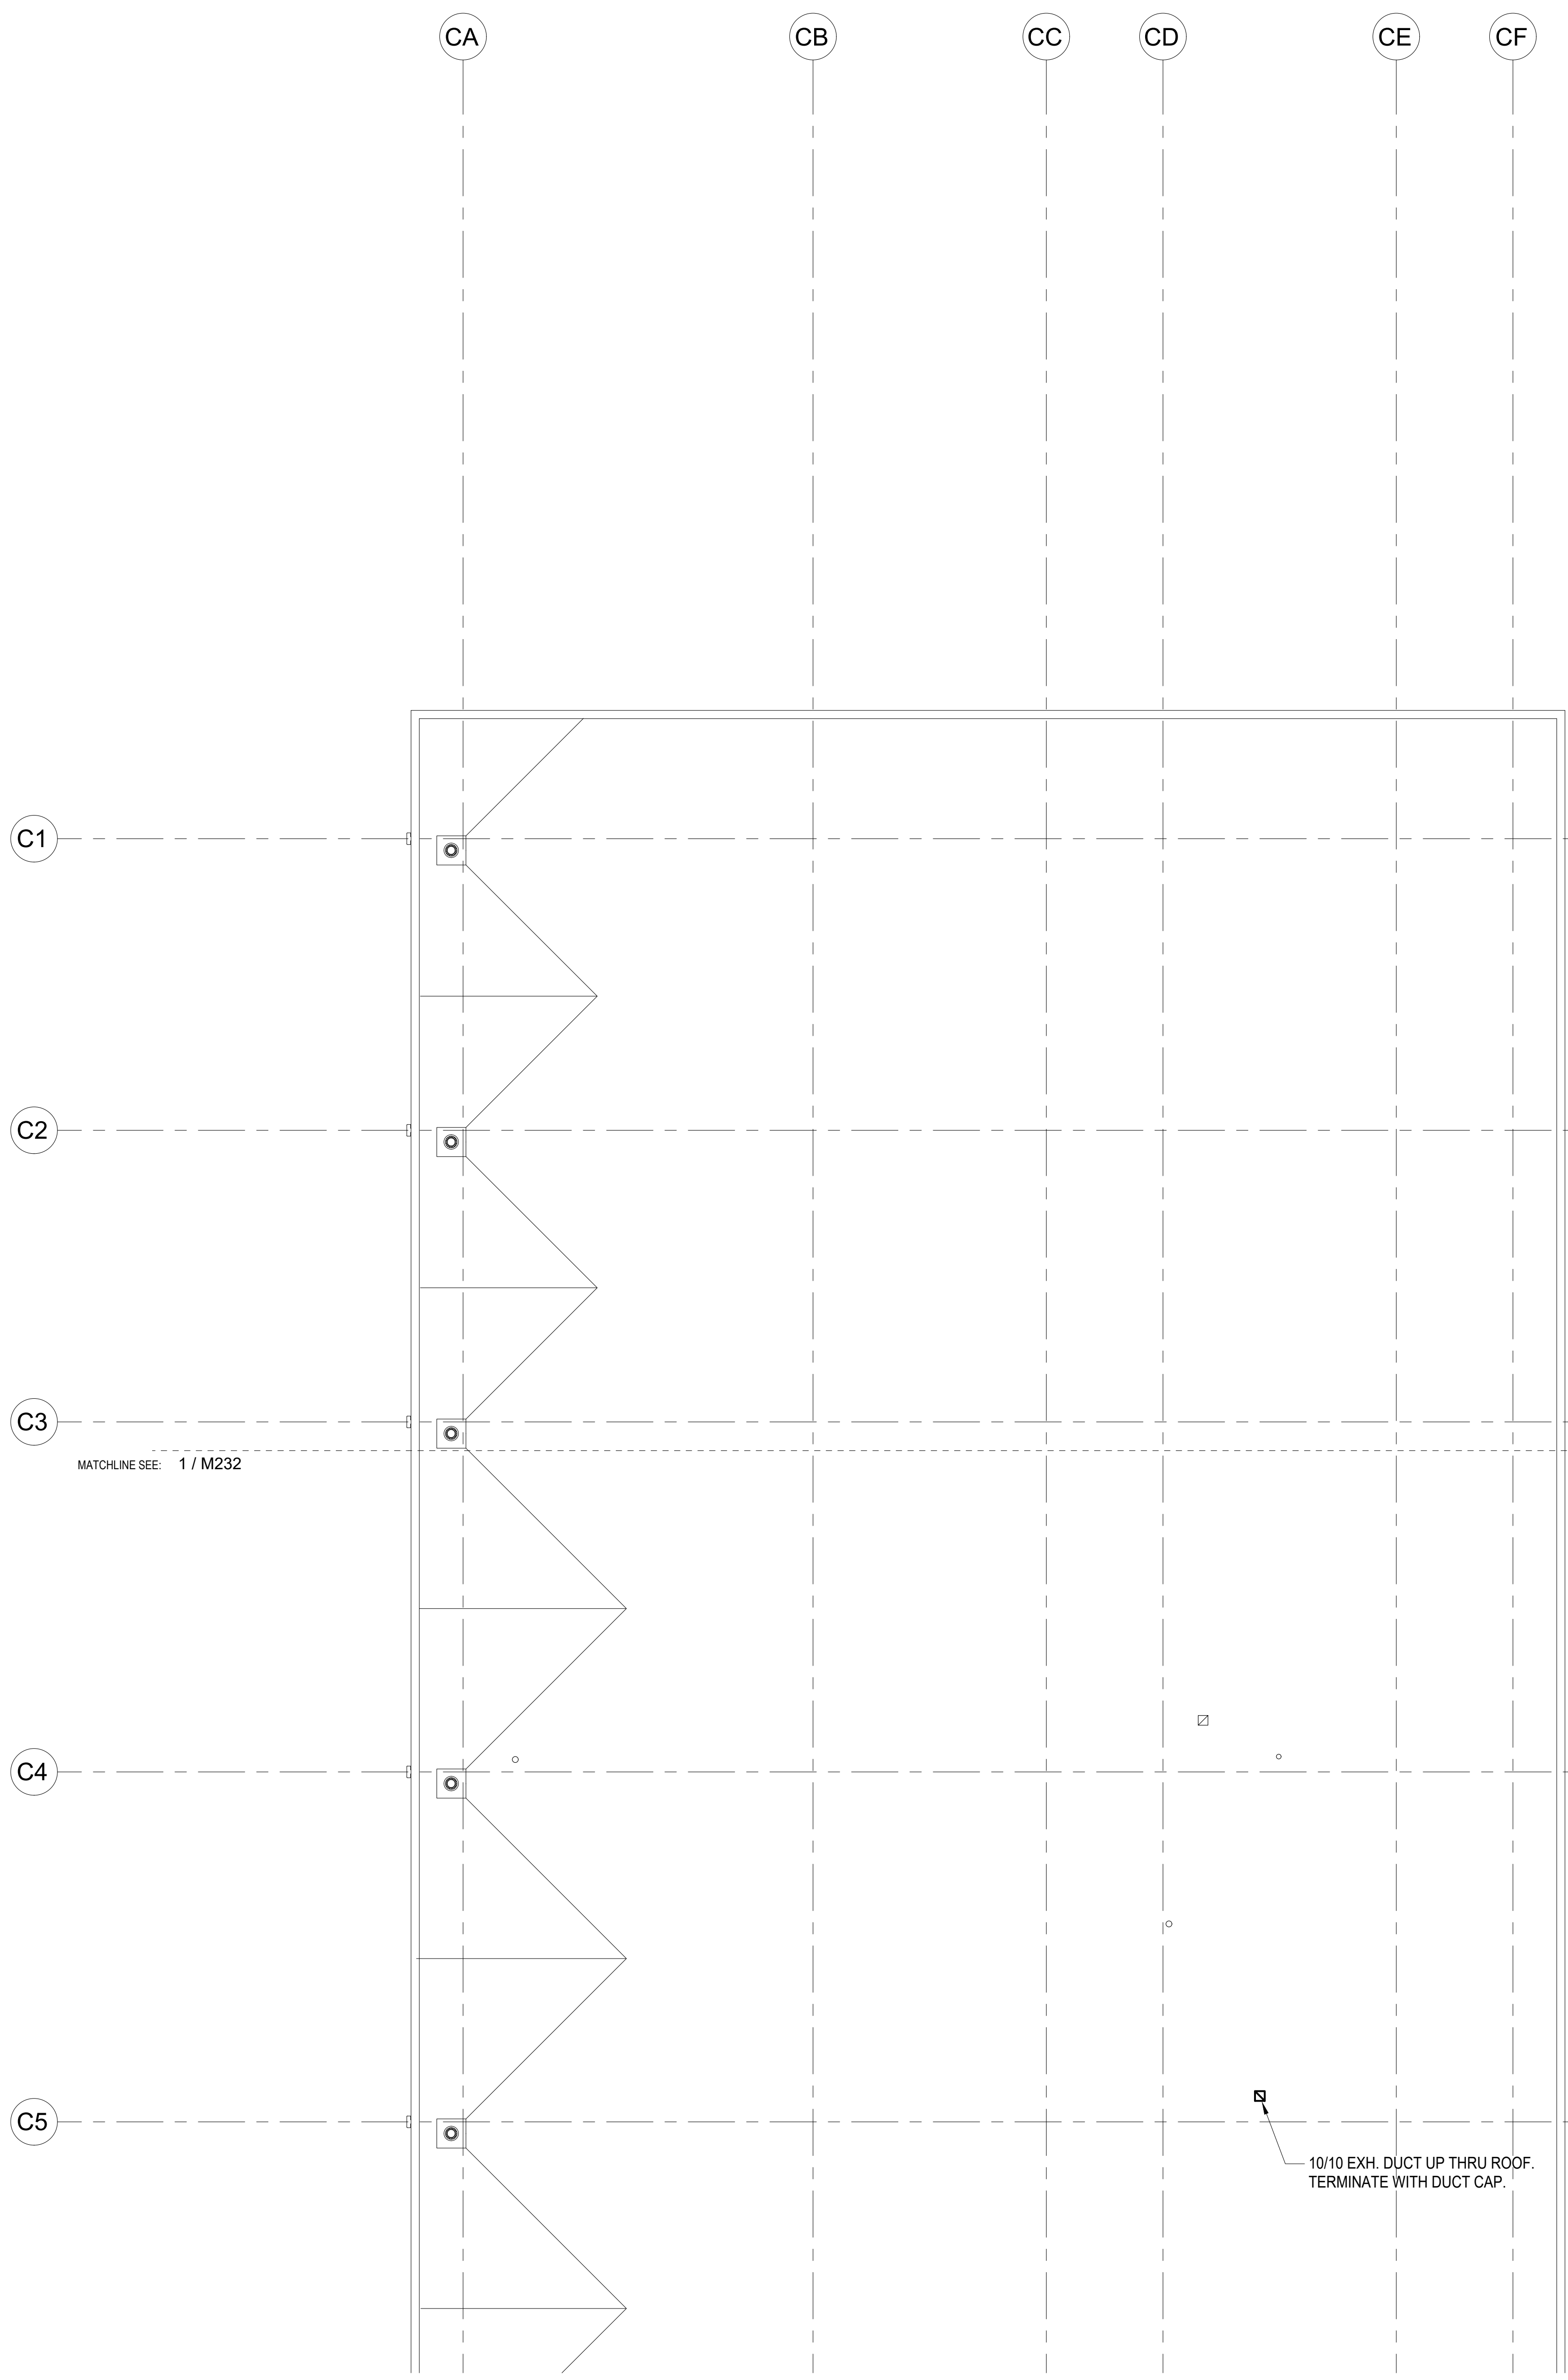 CA CB CC CD CE CF
C1
C2
C3
MATCHLINE SEE: 1 / M232
C4
C5
10/10 EXH. DUCT UP THRU ROOF.
TERMINATE WITH DUCT CAP.